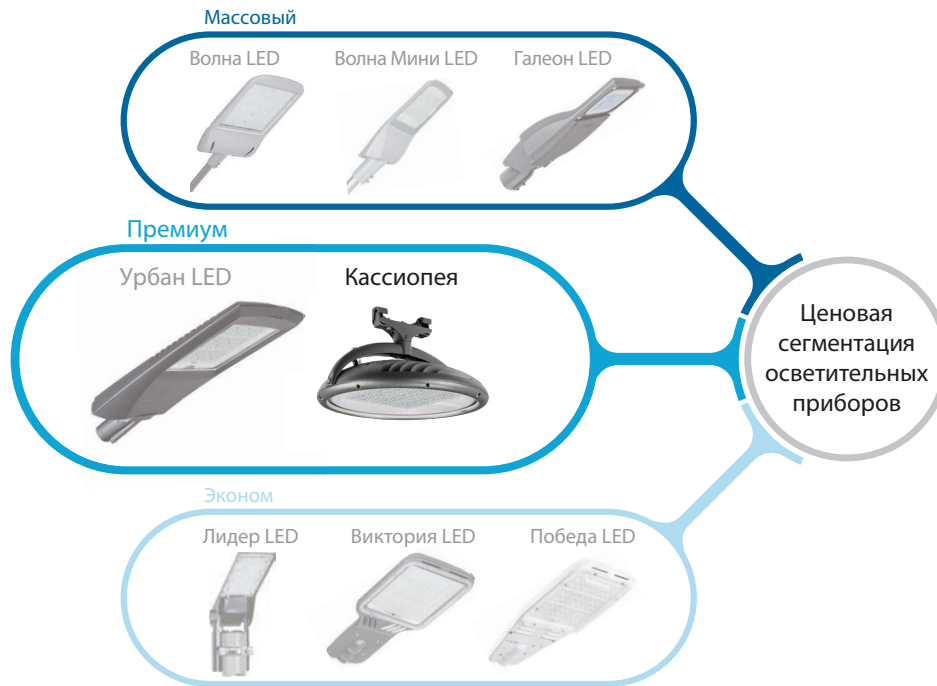 Массовый
Волна LED
Волна Мини LED
Галеон LED
Премиум
Урбан LED
Кассиопея
Ценовая
сегментация
осветительных
приборов
Эконом
Лидер LED
Виктория LED
Победа LED